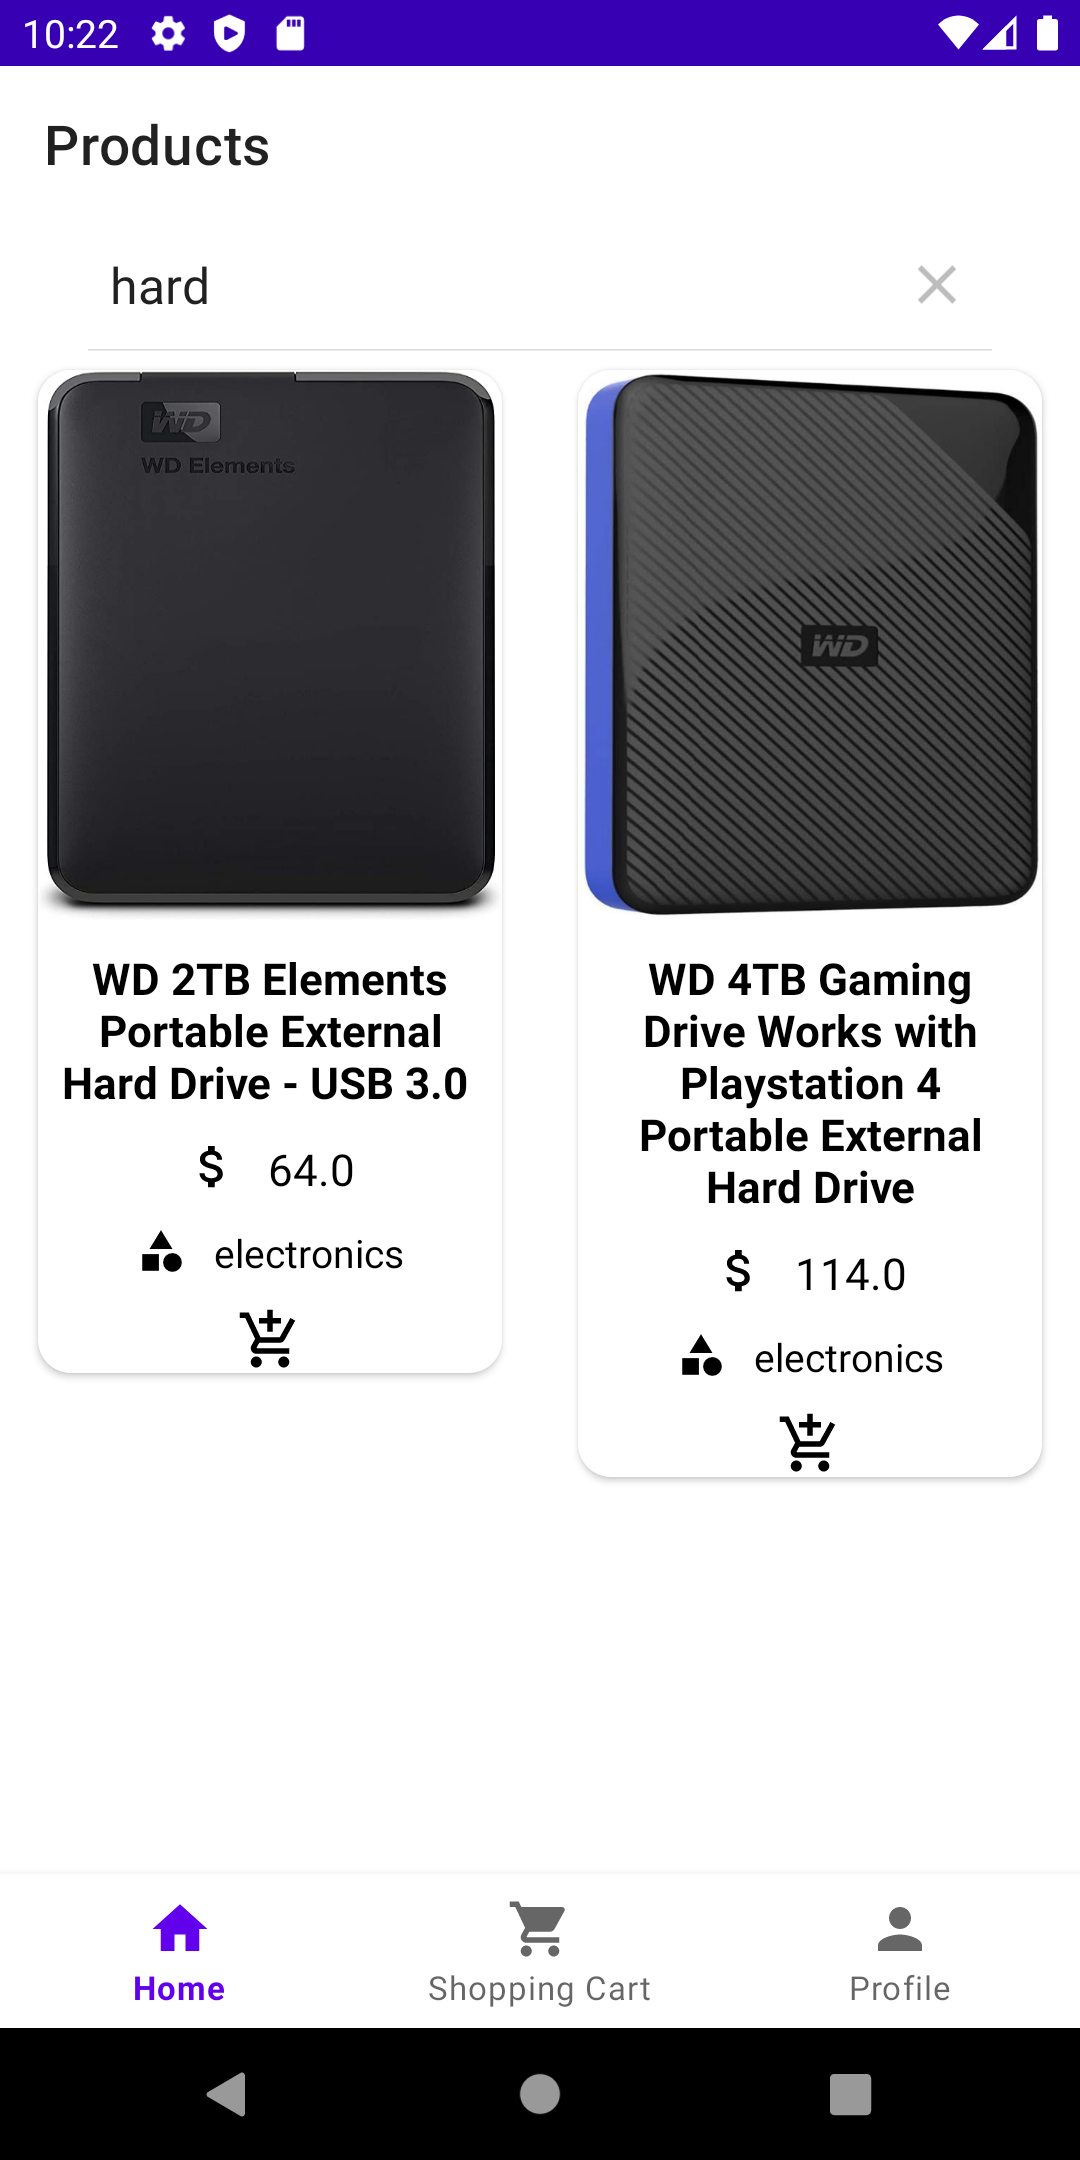 10:22
Products
hard
WD
WD Elements
WD
WD 2TB Elements
Portable External
Hard Drive - USB 3.0
$ 64.0
electronics
WD 4TB Gaming
Drive Works with
Playstation 4
Portable External
Hard Drive
$ 114.0
electronics
Home
Shopping Cart
Profile